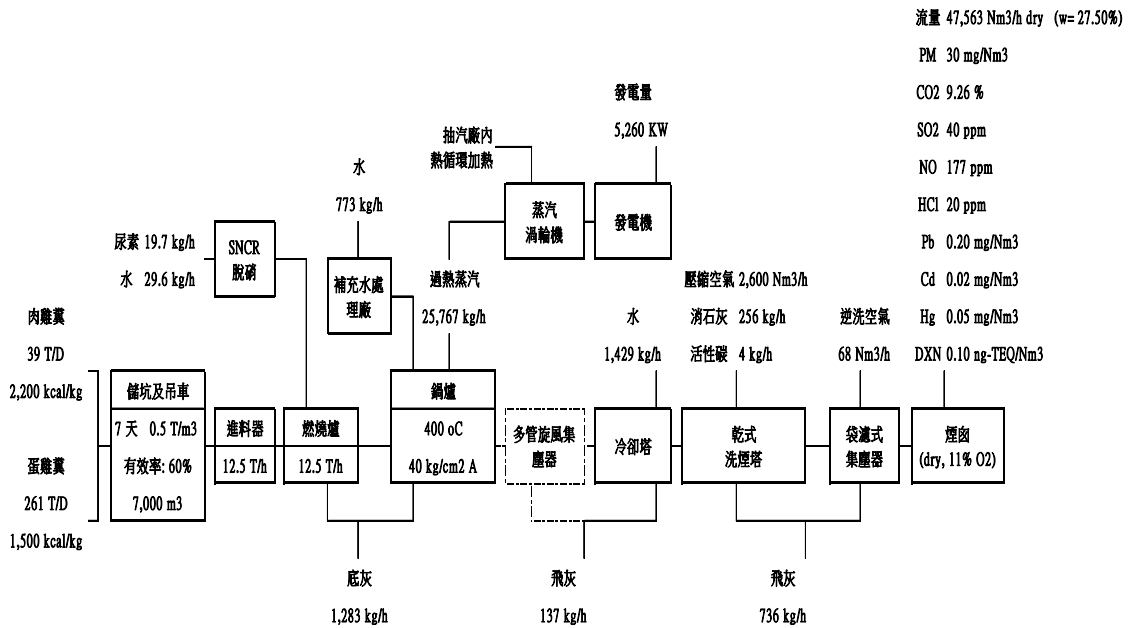 流量 47,563 Nm3/h dry (w= 27.50%)
PM 30 mg/Nm3
CO2 9.26 %
SO2 40 ppm
NO 177 ppm
HCl 20 ppm
Pb 0.20 mg/Nm3
Cd 0.02 mg/Nm3
Hg 0.05 mg/Nm3
DXN 0.10 ng-TEQ/Nm3
發電量
5,260 KW
抽汽廠內
熱循環加熱
水
773 kg/h
蒸汽
渦輪機
發電機
尿素 19.7 kg/h
水 29.6 kg/h
SNCR
脫硝
補充水處
理廠
過熱蒸汽
25,767 kg/h
壓縮空氣 2,600 Nm3/h
消石灰 256 kg/h
活性碳 4 kg/h
水
1,429 kg/h
逆洗空氣
68 Nm3/h
肉雞糞
39 T/D
2,200 kcal/kg
蛋雞糞
261 T/D
1,500 kcal/kg
儲坑及吊車
7 天 0.5 T/m3
有效率: 60%
7,000 m3
進料器
12.5 T/h
燃燒爐
12.5 T/h
鍋爐
400 oC
40 kg/cm2 A
多管旋風集
塵器
冷卻塔
乾式
洗煙塔
袋濾式
集塵器
煙囪
(dry, 11% O2)
底灰
1,283 kg/h
飛灰
137 kg/h
飛灰
736 kg/h